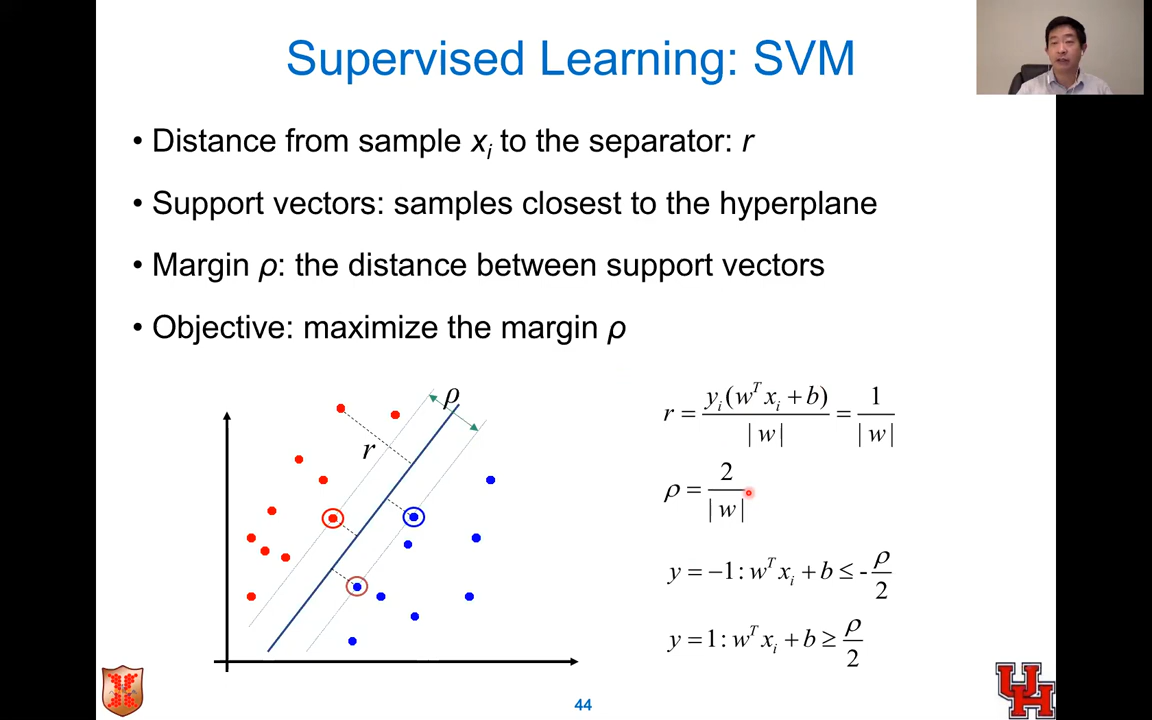 Supervised Learning: SVM
• Distance from sample xᵢ to the separator: r
• Support vectors: samples closest to the hyperplane
• Margin ρ: the distance between support vectors
• Objective: maximize the margin ρ
ρ
r
r = yᵢ(wᵀxᵢ + b) / |w| = 1 / |w|
ρ = 2 / |w|
y = −1: wᵀxᵢ + b ≤ - ρ/2
y = 1: wᵀxᵢ + b ≥ ρ/2
44
UH